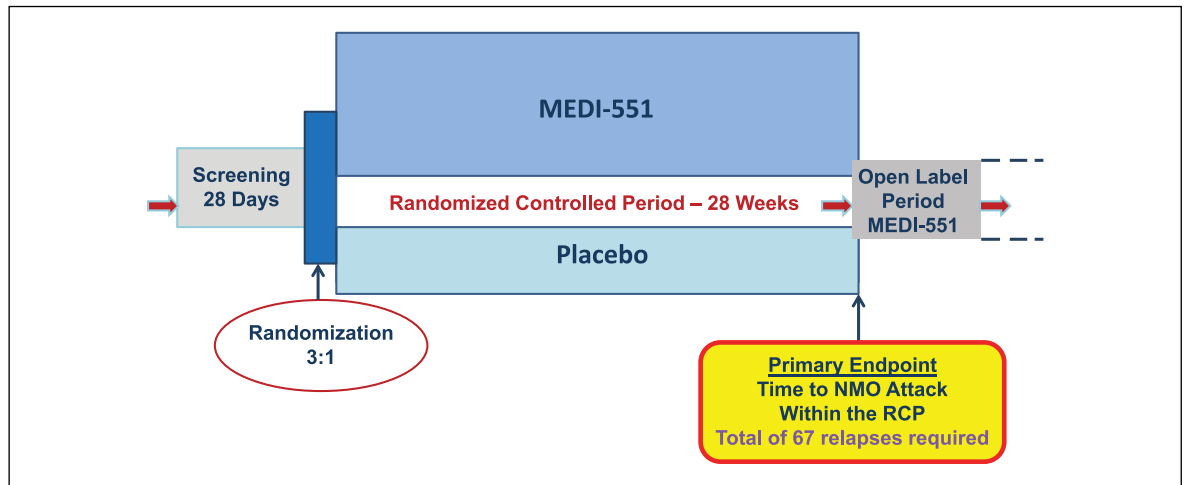 MEDI-551
Screening
28 Days
Randomized Controlled Period – 28 Weeks
Open Label
Period
MEDI-551
Placebo
Randomization
3:1
Primary Endpoint
Time to NMO Attack
Within the RCP
Total of 67 relapses required